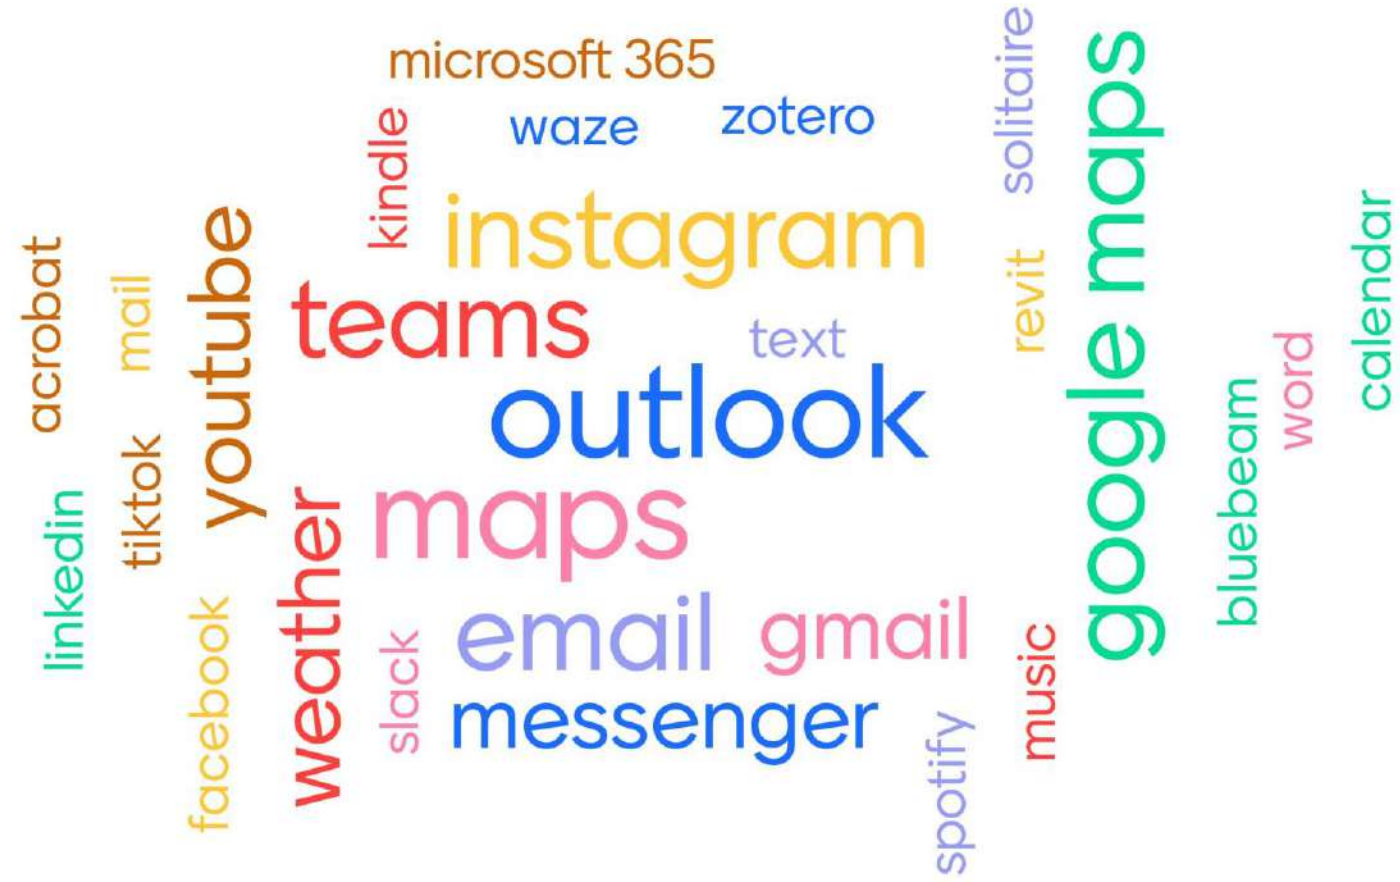 microsoft 365
waze
zotero
kindle
solitaire
google maps
instagram
acrobat
mail
youtube
teams
text
revit
calendar
word
outlook
bluebeam
tiktok
linkedin
weather
maps
facebook
slack
email
gmail
music
messenger
spotify